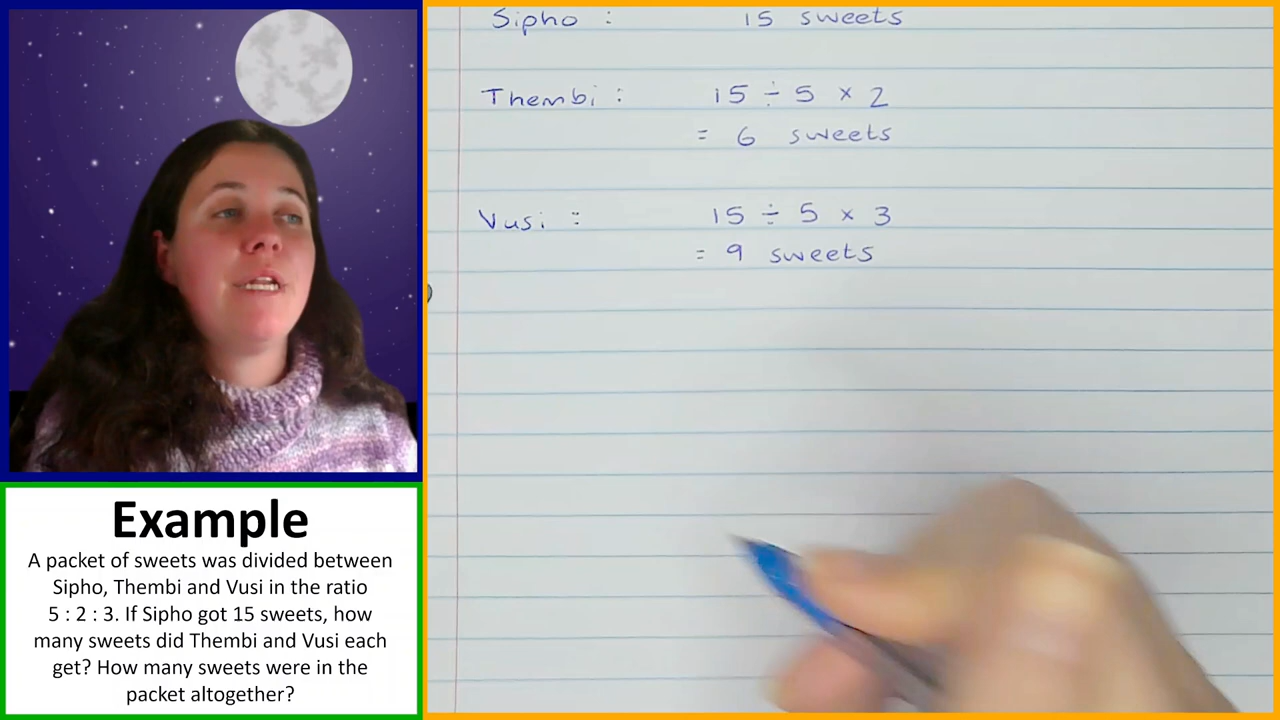 Sipho : 15 sweets
Thembi : 15 ÷ 5 × 2
= 6 sweets
Vusi : 15 ÷ 5 × 3
= 9 sweets
Example
A packet of sweets was divided between
Sipho, Thembi and Vusi in the ratio
5 : 2 : 3. If Sipho got 15 sweets, how
many sweets did Thembi and Vusi each
get? How many sweets were in the
packet altogether?